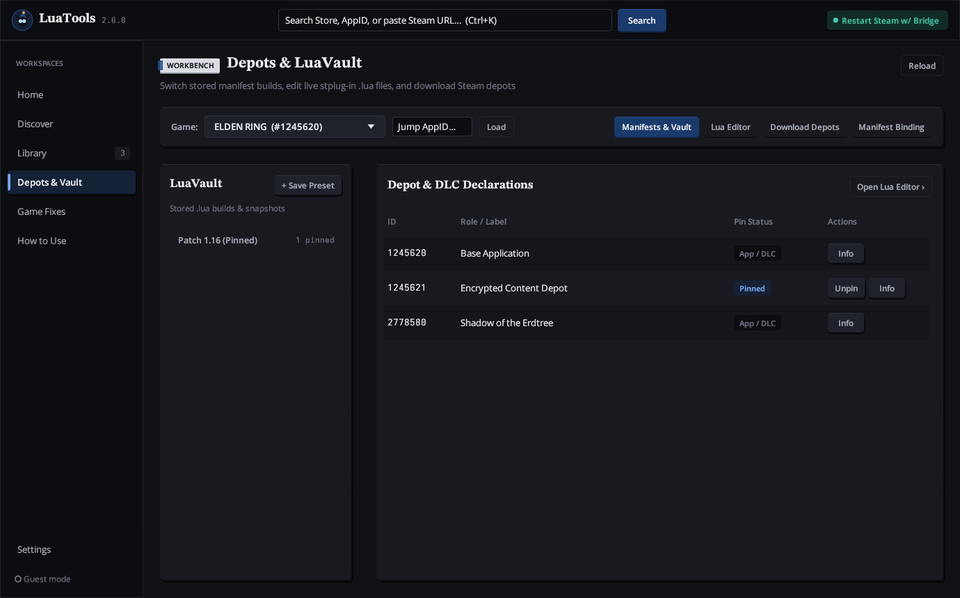 LuaTools 2.6.0
Search Store, AppID, or paste Steam URL... (Ctrl+K)
Search
Restart Steam w/ Bridge
WORKSPACES
Home
Discover
Library 3
Depots & Vault
Game Fixes
How to Use
Settings
Guest mode
WORKBENCH Depots & LuaVault
Reload
Switch stored manifest builds, edit live stplug-in .lua files, and download Steam depots
Game: ELDEN RING (#1245620) Jump AppID... Load
Manifests & Vault Lua Editor Download Depots Manifest Binding
LuaVault + Save Preset
Stored .lua builds & snapshots
Patch 1.16 (Pinned) 1 pinned
Depot & DLC Declarations Open Lua Editor ›
ID Role / Label Pin Status Actions
1245620 Base Application App / DLC Info
1245621 Encrypted Content Depot Pinned Unpin Info
2778580 Shadow of the Erdtree App / DLC Info